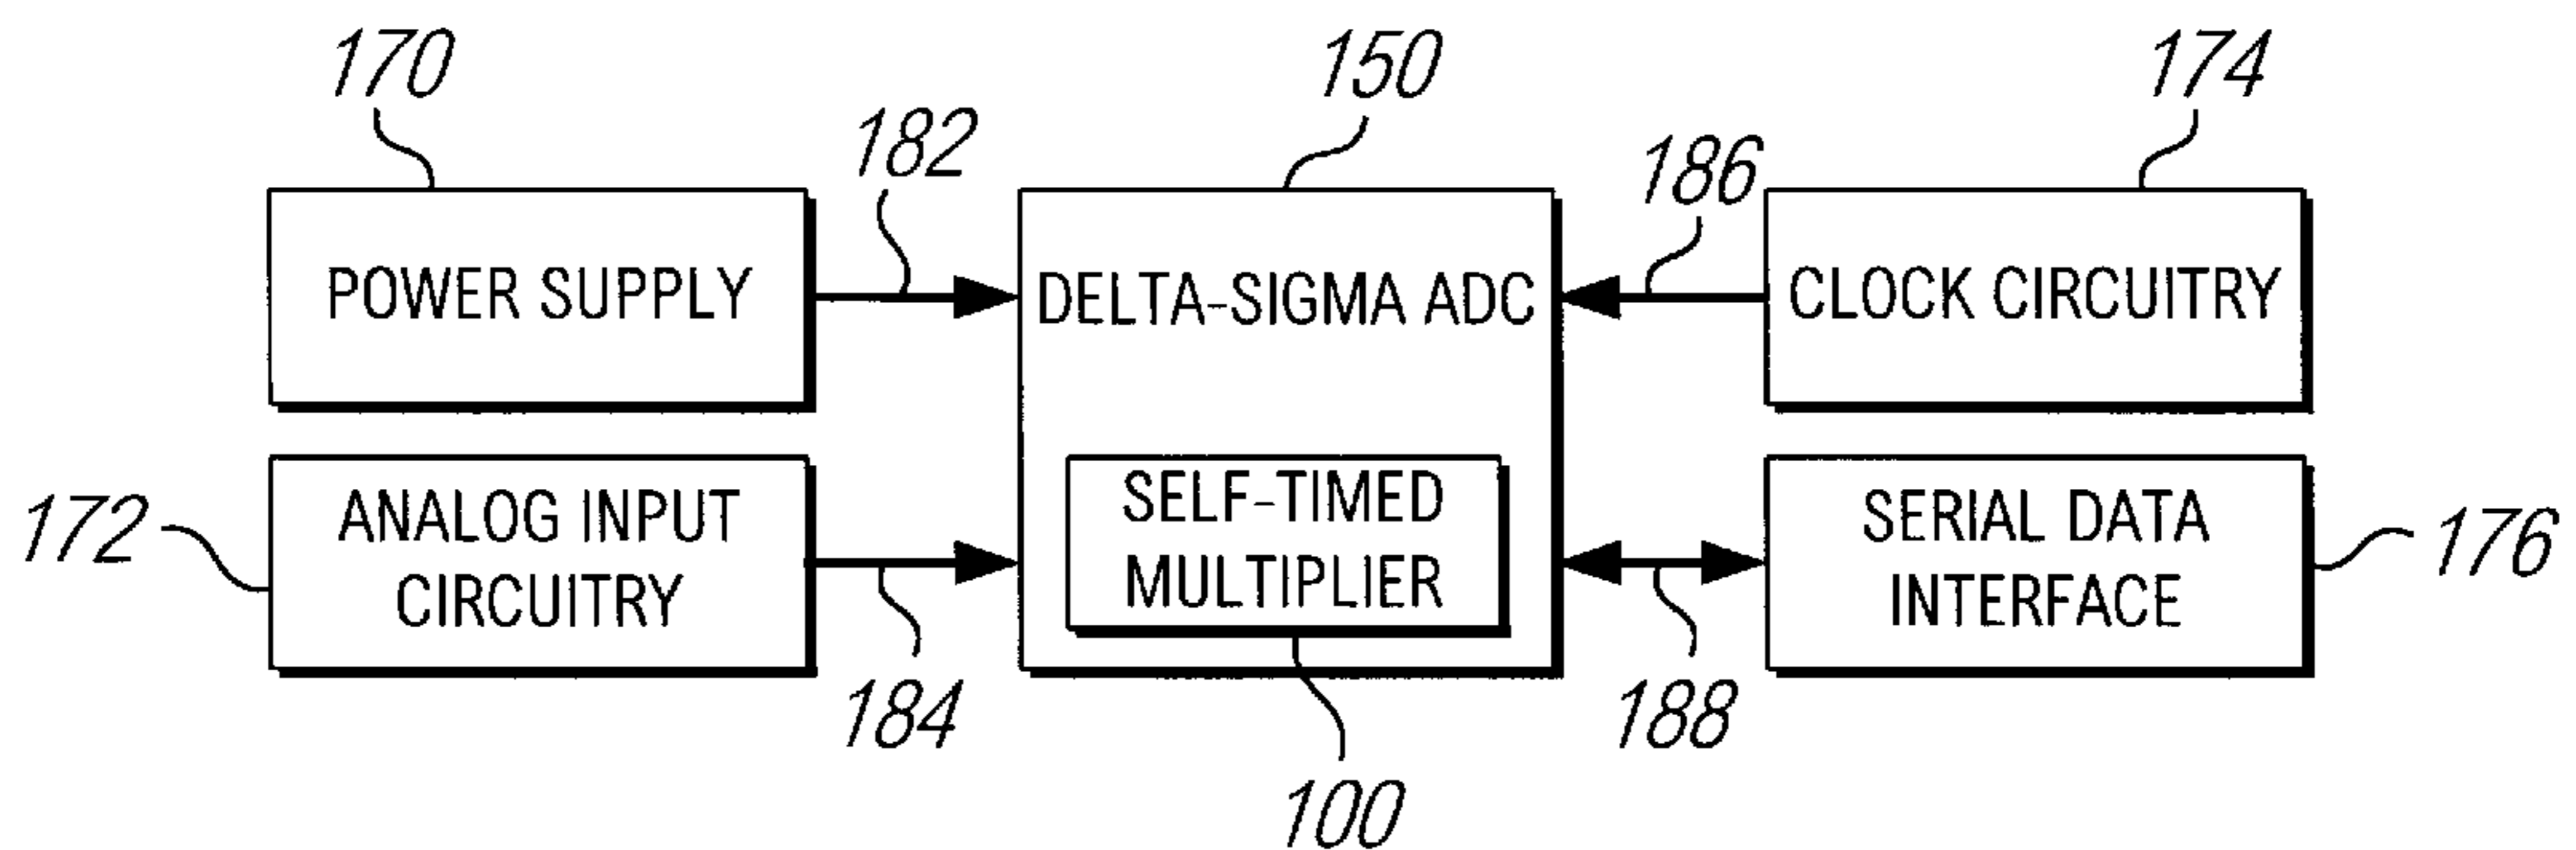 170
150
174
182
186
POWER SUPPLY
DELTA-SIGMA ADC
CLOCK CIRCUITRY
172
ANALOG INPUT
CIRCUITRY
SELF-TIMED
MULTIPLIER
SERIAL DATA
INTERFACE
176
184
188
100